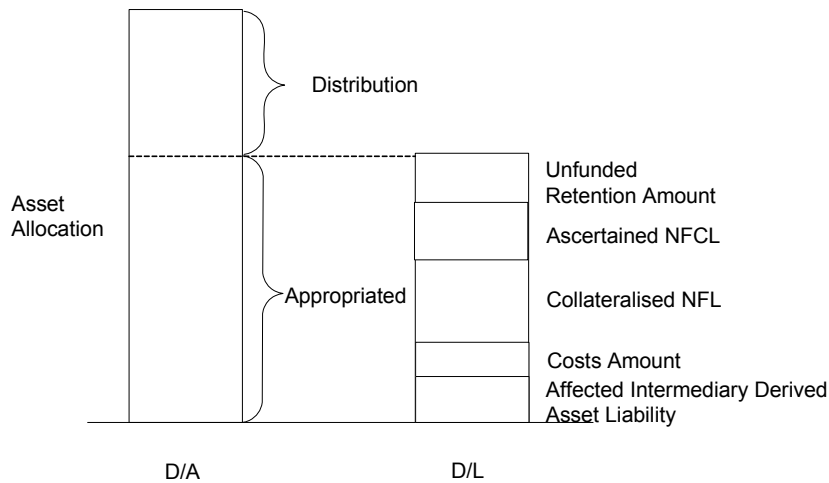 Distribution
Unfunded
Retention Amount
Asset
Allocation
Ascertained NFCL
Appropriated
Collateralised NFL
Costs Amount
Affected Intermediary Derived
Asset Liability
D/A
D/L